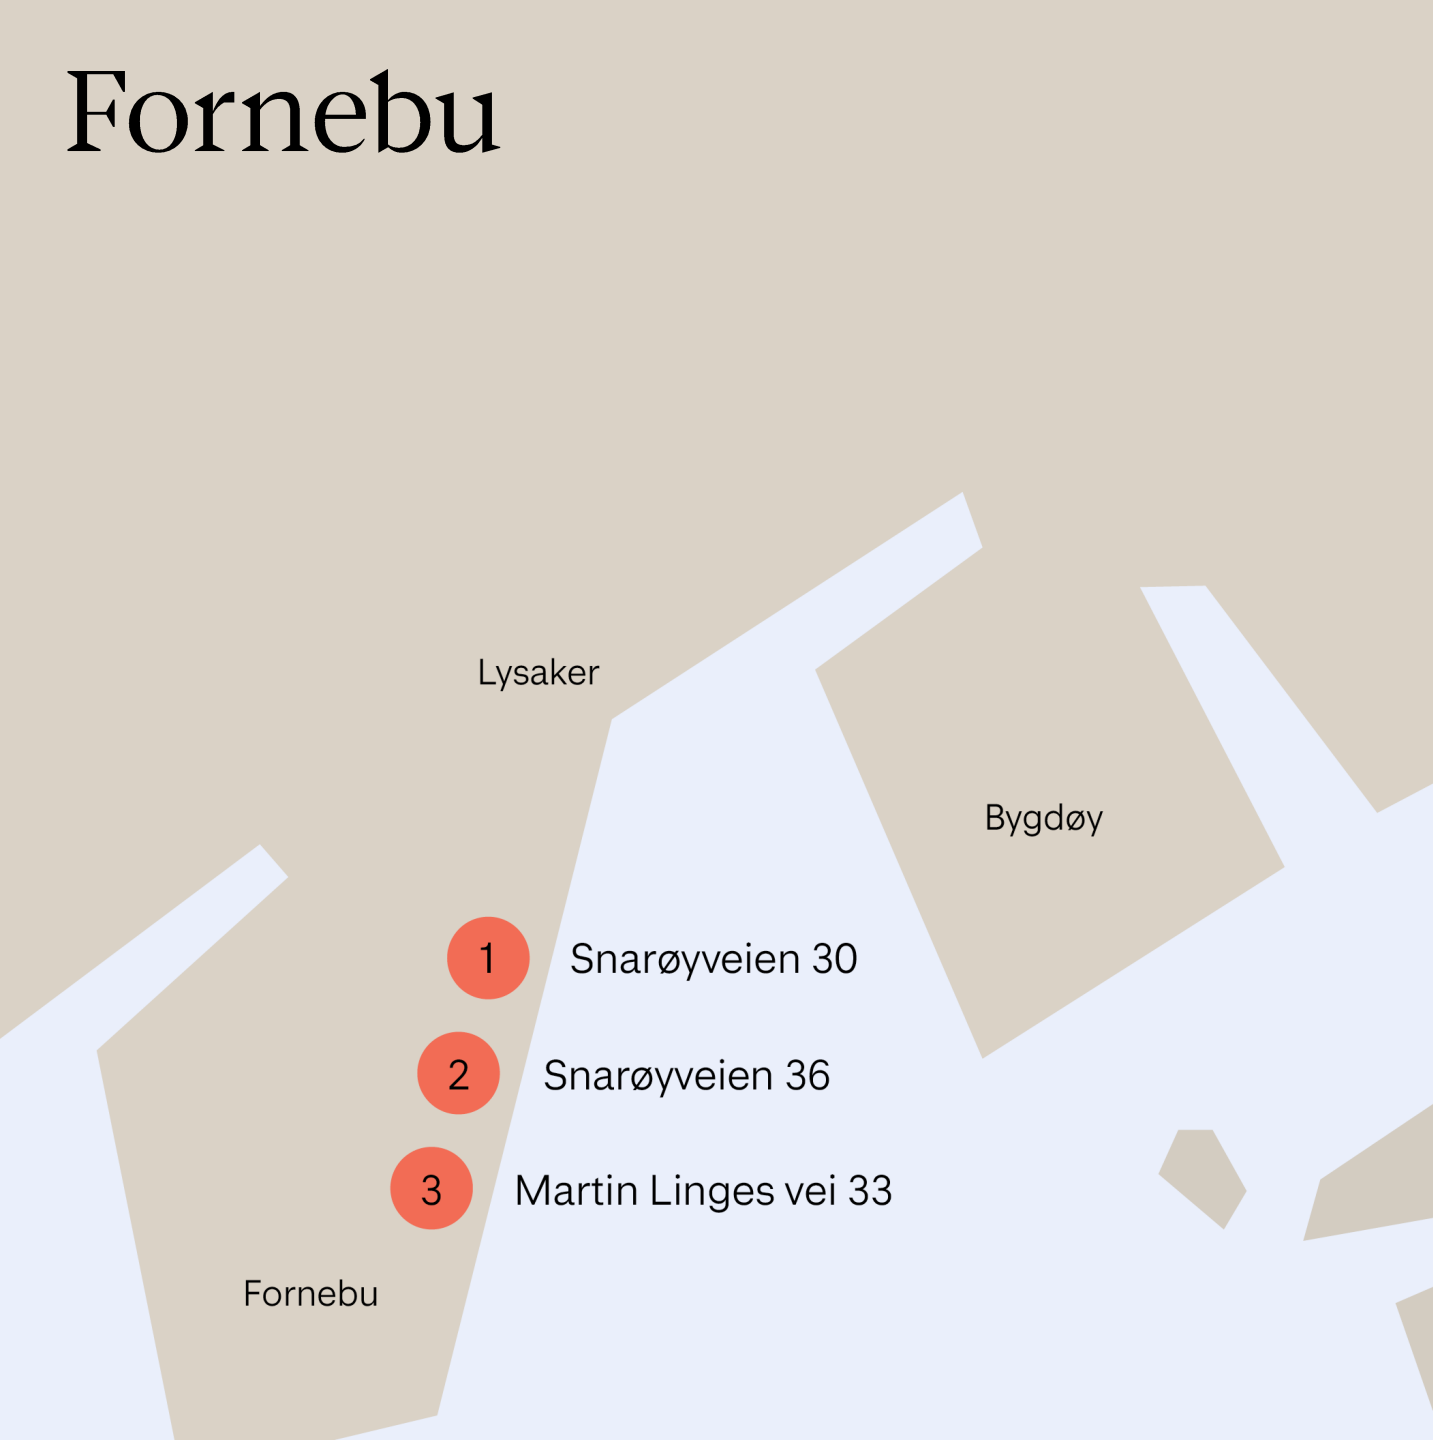 Fornebu
Lysaker
Bygdøy
1 Snarøyveien 30
2 Snarøyveien 36
3 Martin Linges vei 33
Fornebu